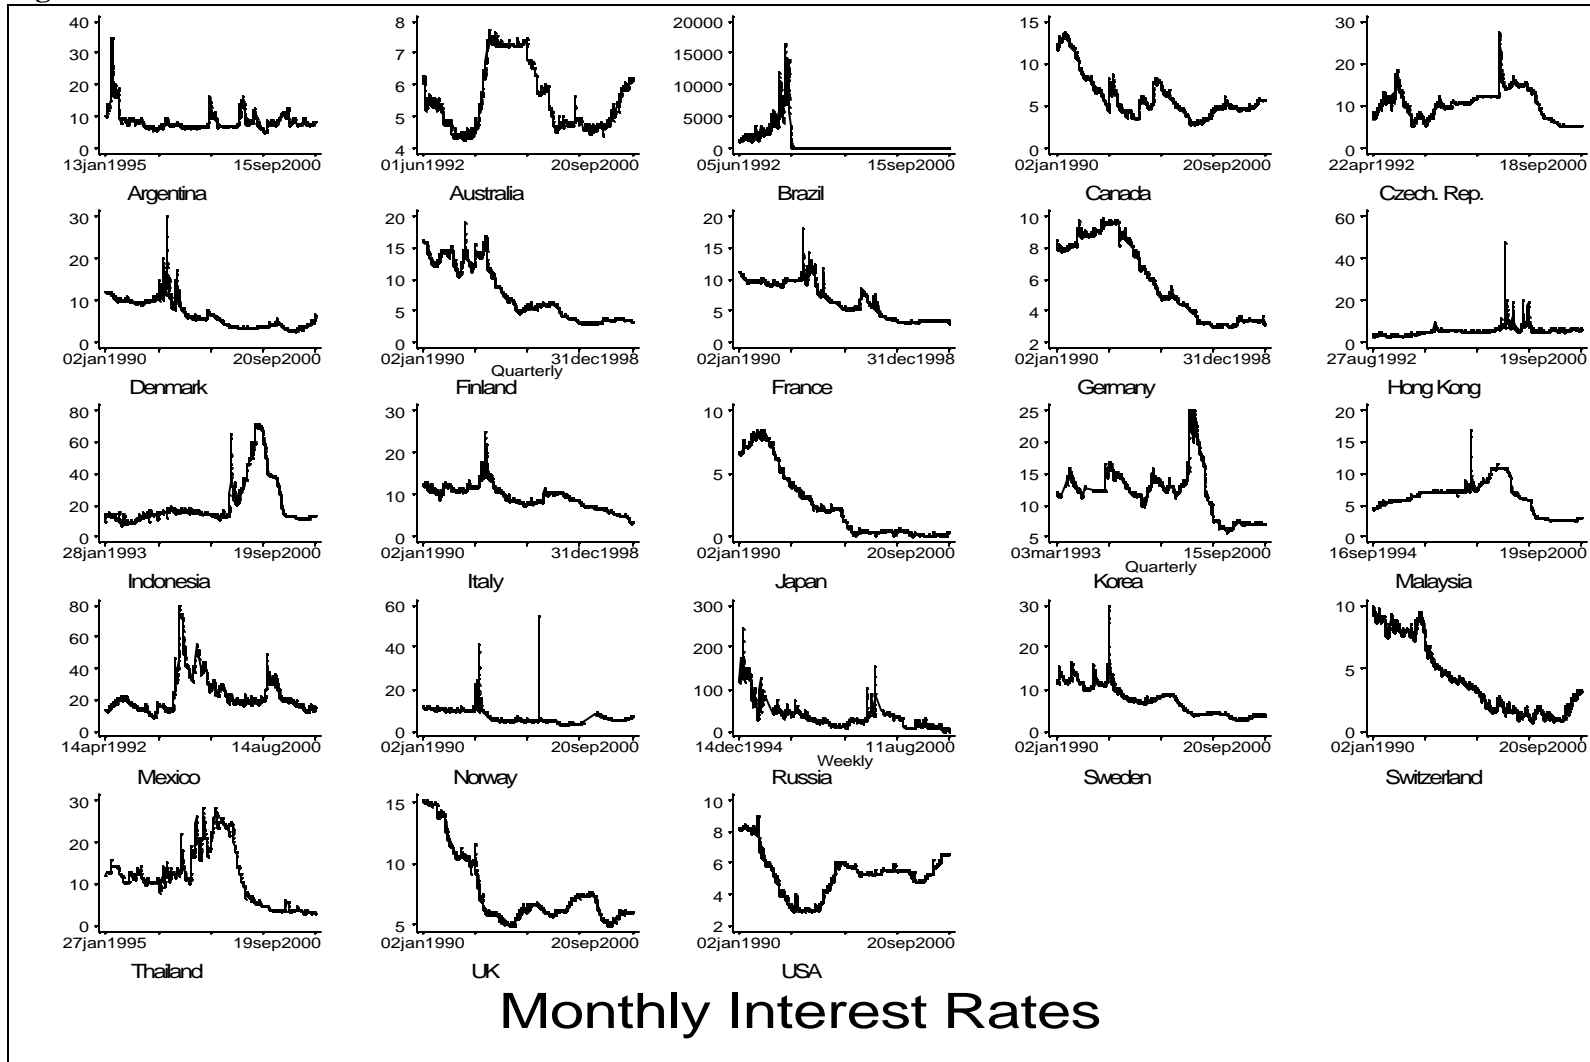 40
30
20
10
0
13jan1995 15sep2000
Argentina
8
7
6
5
4
01jun1992 20sep2000
Australia
20000
15000
10000
5000
0
05jun1992 15sep2000
Brazil
15
10
5
0
02jan1990 20sep2000
Canada
30
20
10
0
22apr1992 18sep2000
Czech. Rep.
30
20
10
0
02jan1990 20sep2000
Denmark
20
15
10
5
0
02jan1990 31dec1998
Quarterly
Finland
20
15
10
5
0
02jan1990 31dec1998
France
10
8
6
4
2
02jan1990 31dec1998
Germany
60
40
20
0
27aug1992 19sep2000
Hong Kong
80
60
40
20
0
28jan1993 19sep2000
Indonesia
30
20
10
0
02jan1990 31dec1998
Italy
10
5
0
02jan1990 20sep2000
Japan
25
20
15
10
5
03mar1993 15sep2000
Quarterly
Korea
20
15
10
5
0
16sep1994 19sep2000
Malaysia
80
60
40
20
0
14apr1992 14aug2000
Mexico
60
40
20
0
02jan1990 20sep2000
Norway
300
200
100
0
14dec1994 11aug2000
Weekly
Russia
30
20
10
0
02jan1990 20sep2000
Sweden
10
5
0
02jan1990 20sep2000
Switzerland
30
20
10
0
27jan1995 19sep2000
Thailand
15
10
5
02jan1990 20sep2000
UK
10
8
6
4
2
02jan1990 20sep2000
USA
Monthly Interest Rates